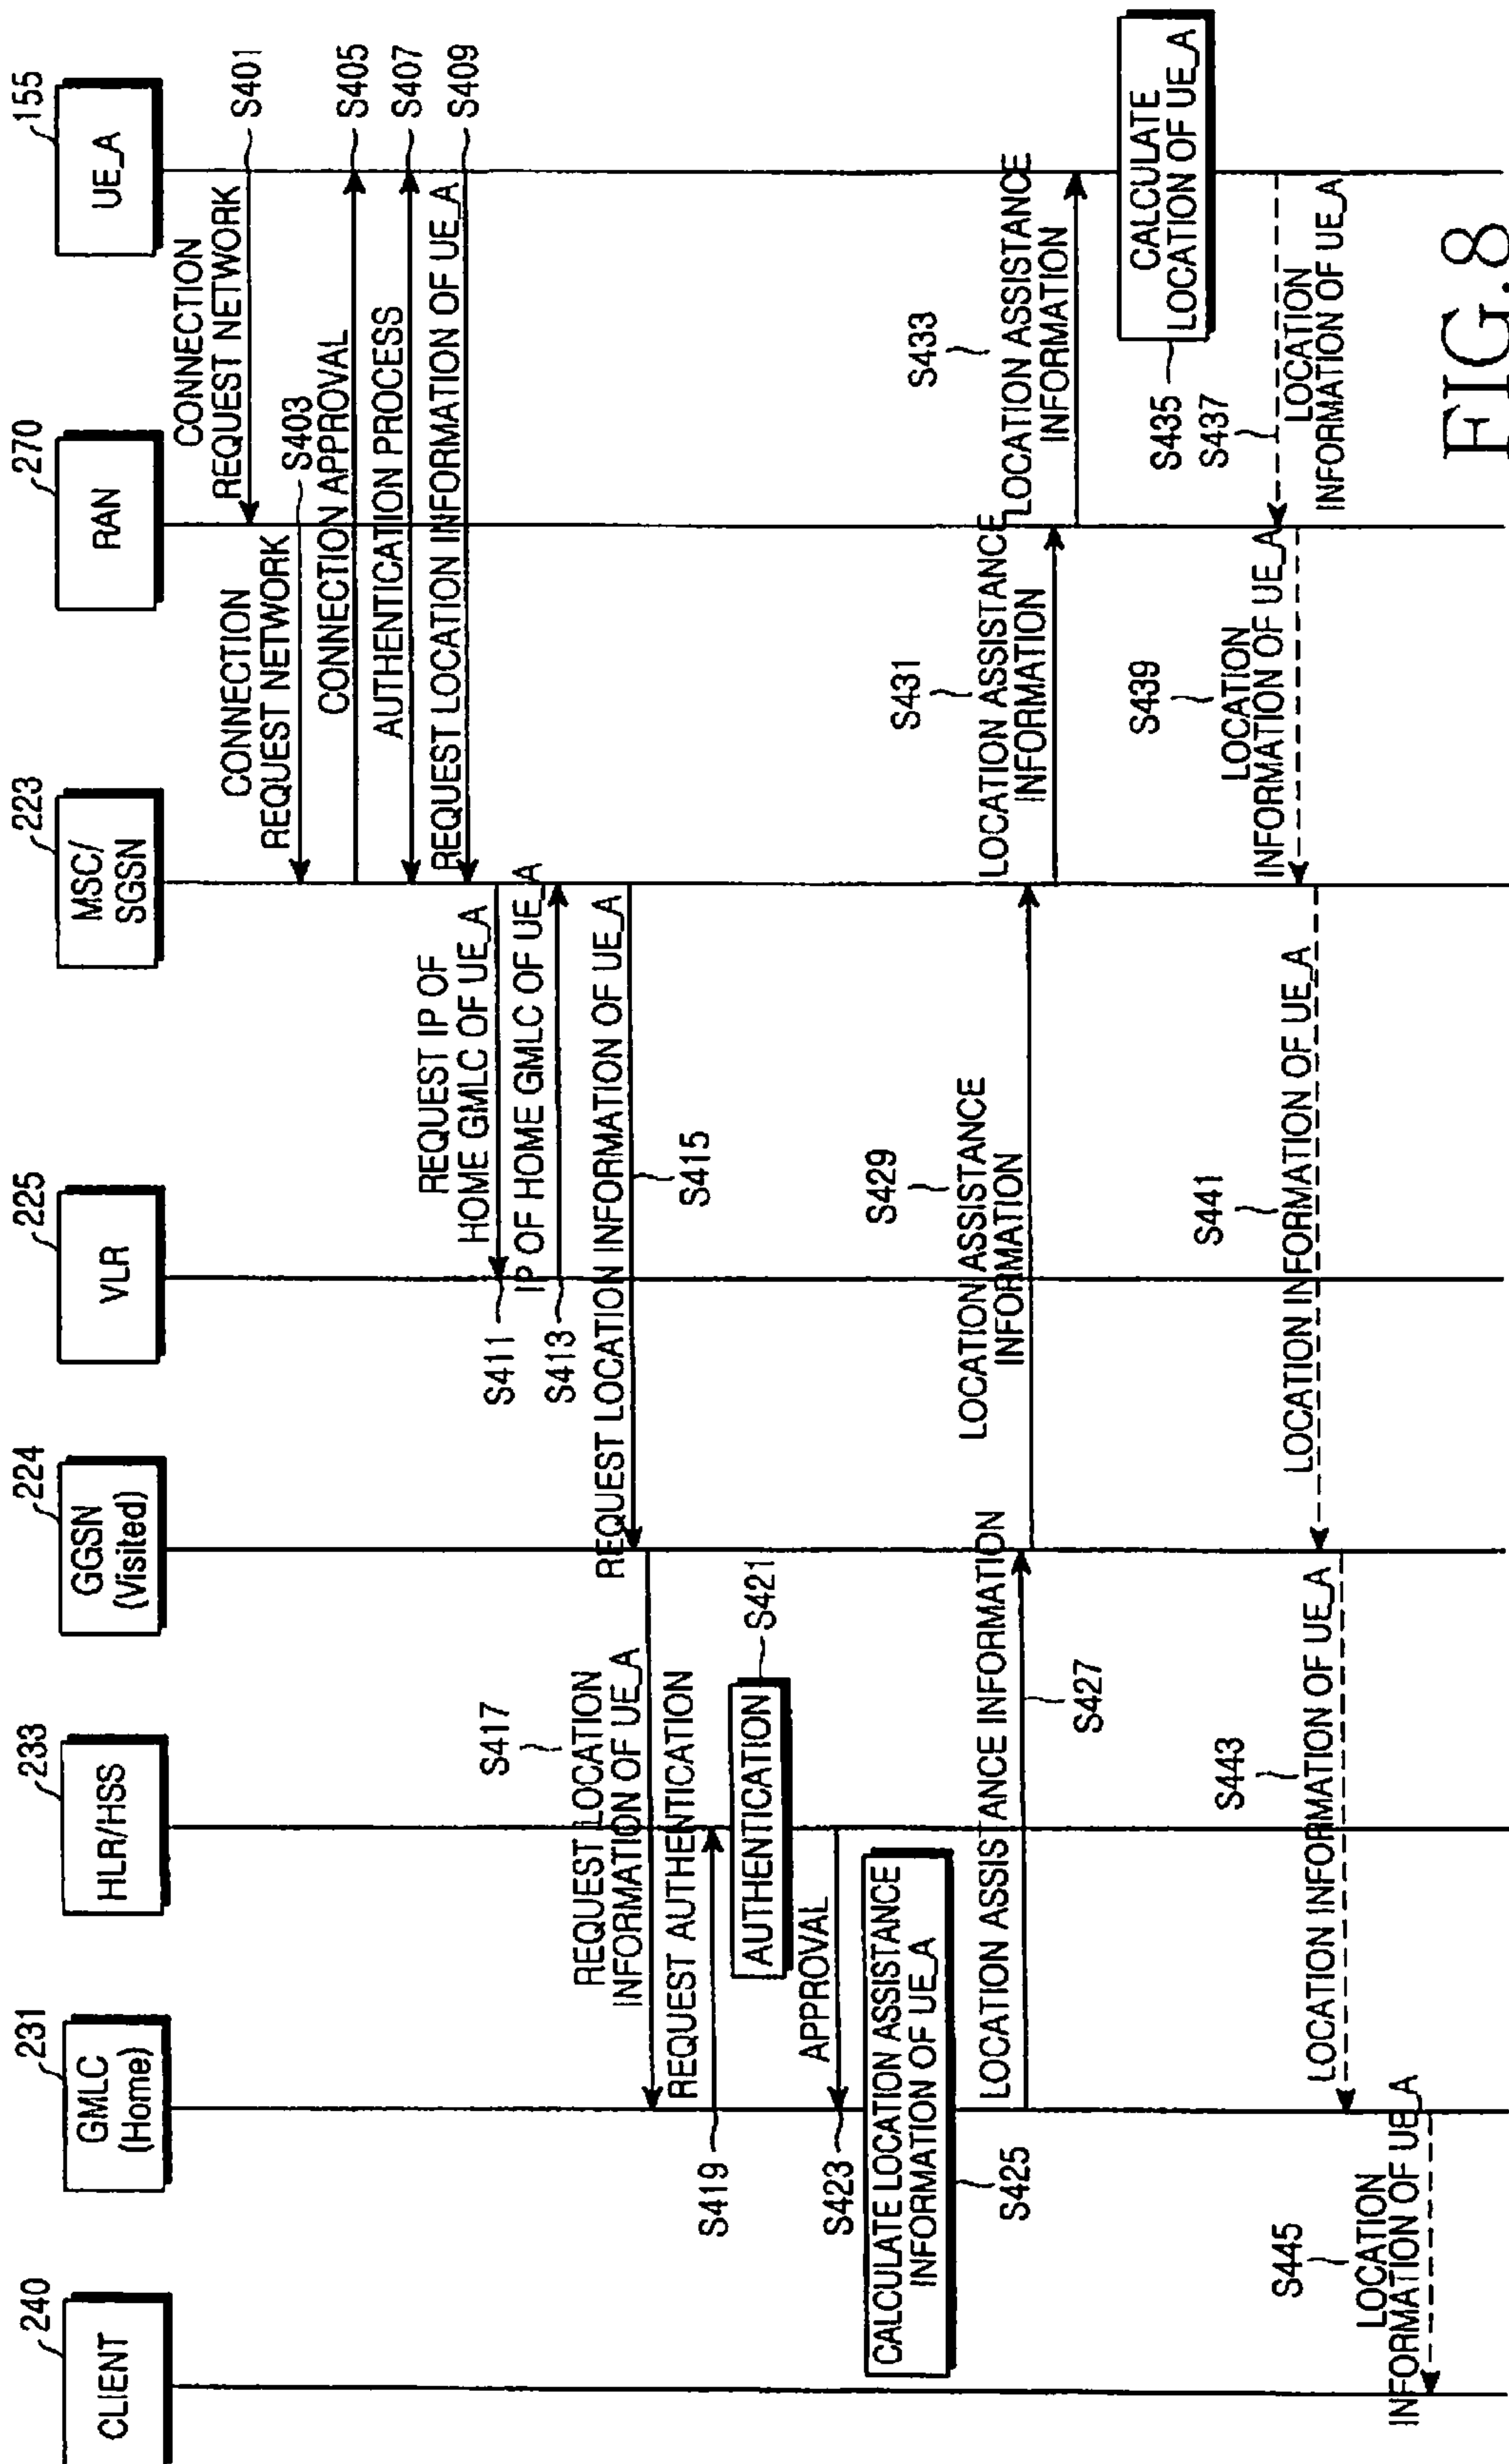 240
CLIENT
231
GMLC
(Home)
233
HLR/HSS
224
GGSN
(Visited)
225
VLR
223
MSC/
SGSN
270
RAN
155
UE_A
CONNECTION
REQUEST NETWORK
S401
CONNECTION
REQUEST NETWORK
S403
CONNECTION APPROVAL
S405
AUTHENTICATION PROCESS
S407
REQUEST LOCATION INFORMATION OF UE_A
S409
REQUEST IP OF
HOME GMLC OF UE_A
S411
IP OF HOME GMLC OF UE_A
S413
REQUEST LOCATION INFORMATION OF UE_A
S415
S417
REQUEST LOCATION
INFORMATION OF UE_A
REQUEST AUTHENTICATION
S419
AUTHENTICATION
S421
APPROVAL
S423
CALCULATE LOCATION ASSISTANCE
INFORMATION OF UE_A
S425
LOCATION ASSISTANCE INFORMATION
S427
S429
LOCATION ASSISTANCE
INFORMATION
S431
LOCATION ASSISTANCE
INFORMATION
S433
LOCATION ASSISTANCE
INFORMATION
CALCULATE
LOCATION OF UE_A
S435
S437
LOCATION
INFORMATION OF UE_A
S439
LOCATION
INFORMATION OF UE_A
S441
LOCATION INFORMATION OF UE_A
S443
LOCATION INFORMATION OF UE_A
S445
LOCATION
INFORMATION OF UE_A
FIG.8